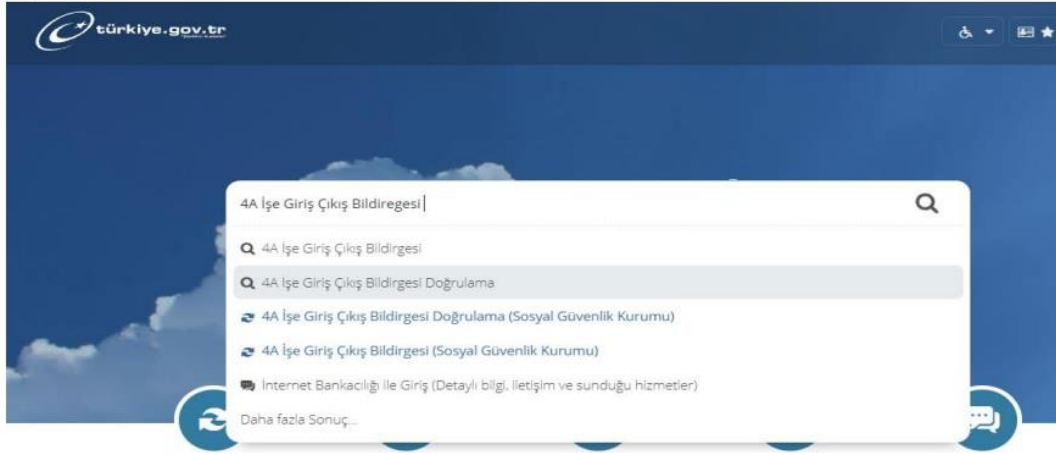 türkiye.gov.tr
4A İşe Giriş Çıkış Bildiregesi
4A İşe Giriş Çıkış Bildirgesi
4A İşe Giriş Çıkış Bildirgesi Doğrulama
4A İşe Giriş Çıkış Bildirgesi Doğrulama (Sosyal Güvenlik Kurumu)
4A İşe Giriş Çıkış Bildirgesi (Sosyal Güvenlik Kurumu)
İnternet Bankacılığı ile Giriş (Detaylı bilgi, iletişim ve sunduğu hizmetler)
Daha fazla Sonuç...